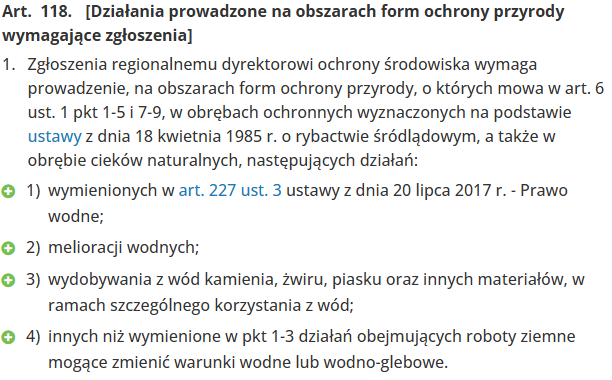 Art. 118. [Działania prowadzone na obszarach form ochrony przyrody
wymagające zgłoszenia]
1. Zgłoszenia regionalnemu dyrektorowi ochrony środowiska wymaga
prowadzenie, na obszarach form ochrony przyrody, o których mowa w art. 6
ust. 1 pkt 1-5 i 7-9, w obrębach ochronnych wyznaczonych na podstawie
ustawy z dnia 18 kwietnia 1985 r. o rybactwie śródlądowym, a także w
obrębie cieków naturalnych, następujących działań:
1) wymienionych w art. 227 ust. 3 ustawy z dnia 20 lipca 2017 r. - Prawo
wodne;
2) melioracji wodnych;
3) wydobywania z wód kamienia, żwiru, piasku oraz innych materiałów, w
ramach szczególnego korzystania z wód;
4) innych niż wymienione w pkt 1-3 działań obejmujących roboty ziemne
mogące zmienić warunki wodne lub wodno-glebowe.